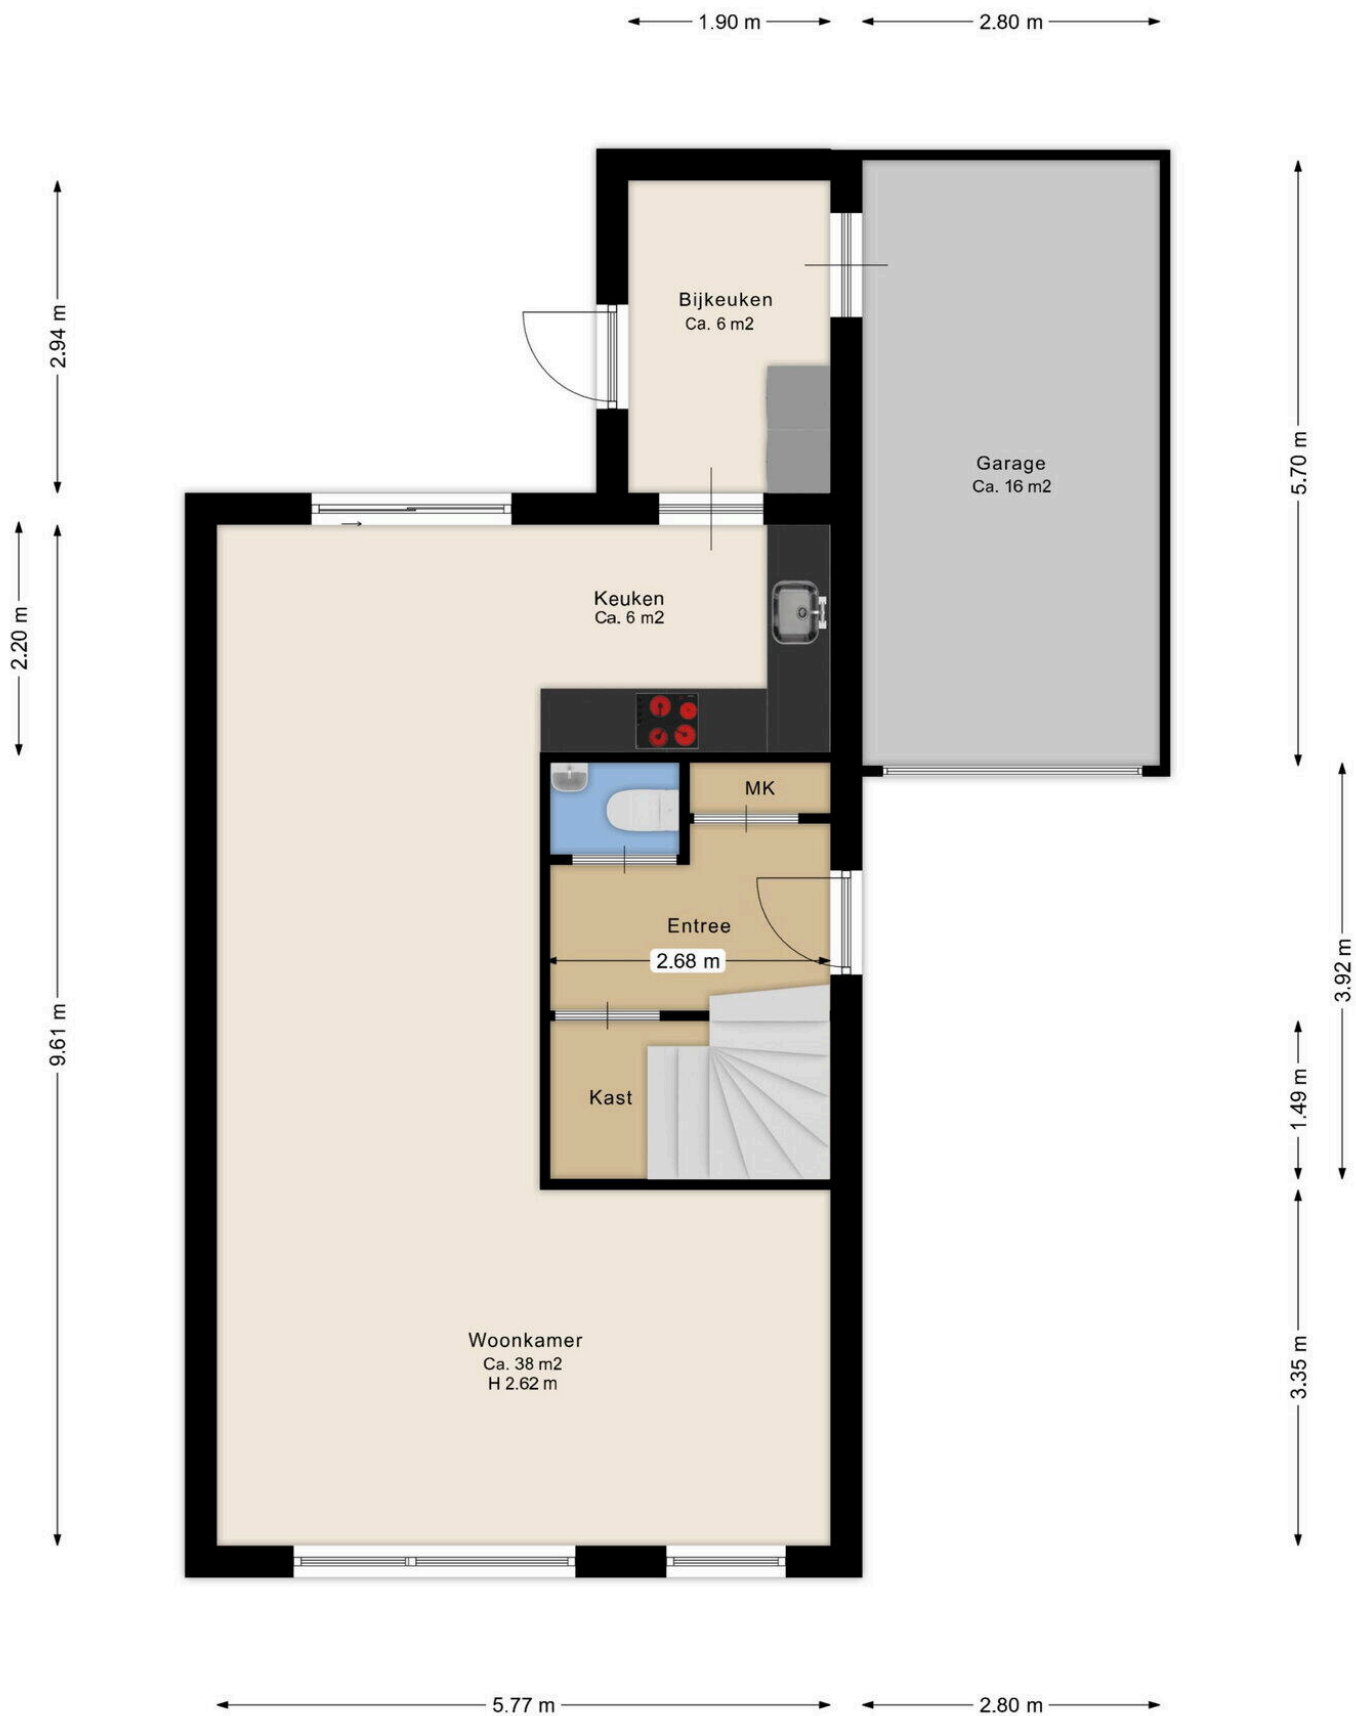 1.90 m
2.80 m
2.94 m
Bijkeuken
Ca. 6 m2
5.70 m
Garage
Ca. 16 m2
2.20 m
Keuken
Ca. 6 m2
MK
Entree
2.68 m
3.92 m
9.61 m
Kast
1.49 m
Woonkamer
Ca. 38 m2
H 2.62 m
3.35 m
5.77 m
2.80 m